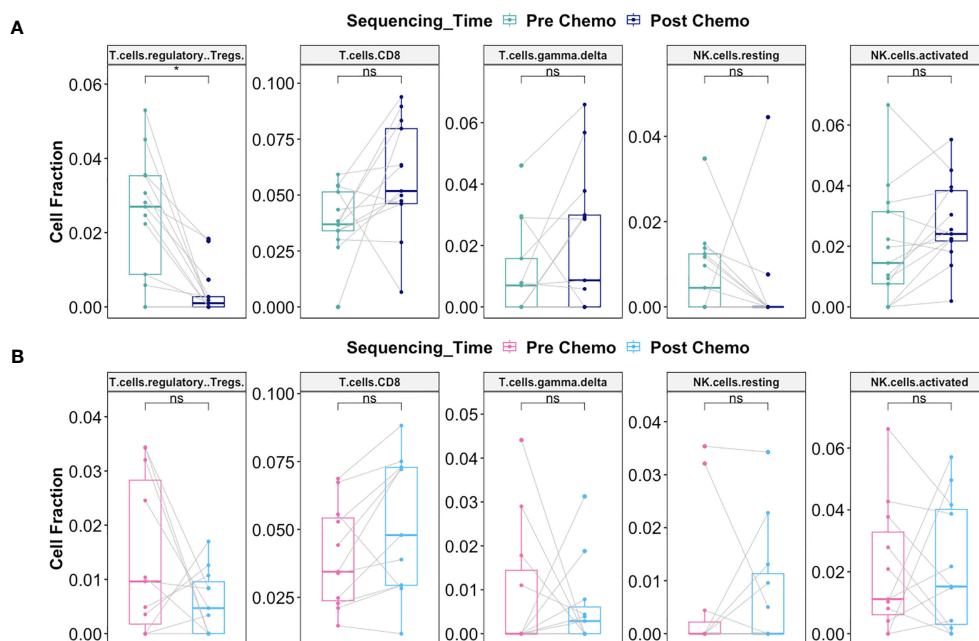 A
Sequencing_Time Pre Chemo Post Chemo
T.cells.regulatory..Tregs. T.cells.CD8 T.cells.gamma.delta NK.cells.resting NK.cells.activated
* ns ns ns ns
Cell Fraction
0.06 0.04 0.02 0.00
0.100 0.075 0.050 0.025 0.000
0.06 0.04 0.02 0.00
0.04 0.02 0.00
0.06 0.04 0.02 0.00
B
Sequencing_Time Pre Chemo Post Chemo
T.cells.regulatory..Tregs. T.cells.CD8 T.cells.gamma.delta NK.cells.resting NK.cells.activated
ns ns ns ns ns
Cell Fraction
0.04 0.03 0.02 0.01 0.00
0.100 0.075 0.050 0.025
0.05 0.04 0.03 0.02 0.01 0.00
0.04 0.03 0.02 0.01 0.00
0.06 0.04 0.02 0.00